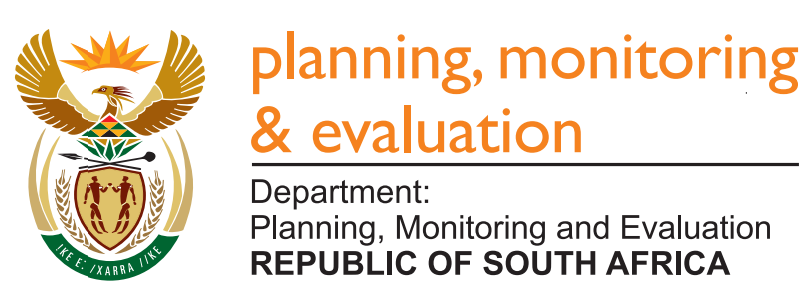 planning, monitoring
& evaluation
Department:
Planning, Monitoring and Evaluation
REPUBLIC OF SOUTH AFRICA
!KE E: /XARRA //KE